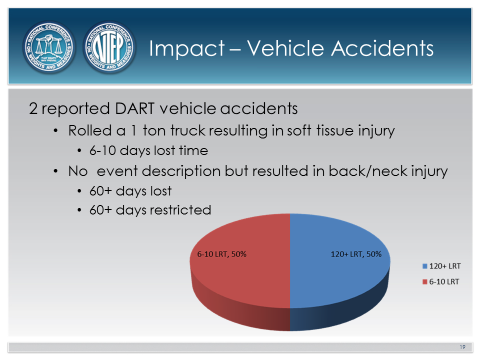 Impact – Vehicle Accidents
NTEP
2 reported DART vehicle accidents
• Rolled a 1 ton truck resulting in soft tissue injury
• 6-10 days lost time
• No event description but resulted in back/neck injury
• 60+ days lost
• 60+ days restricted
6-10 LRT, 50%
120+ LRT, 50%
120+ LRT
6-10 LRT